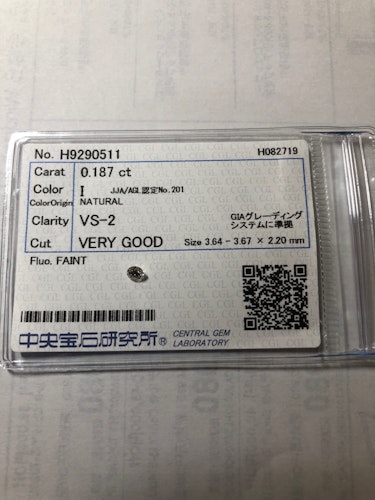 No. H9290511 H082719
Carat 0.187 ct
Color I JJA/AGL認定No.201
ColorOrigin NATURAL
Clarity VS-2 GIAグレーディング
システムに準拠
Cut VERY GOOD Size 3.64 - 3.67 × 2.20 mm
Fluo. FAINT
中央宝石研究所® CENTRAL GEM
LABORATORY